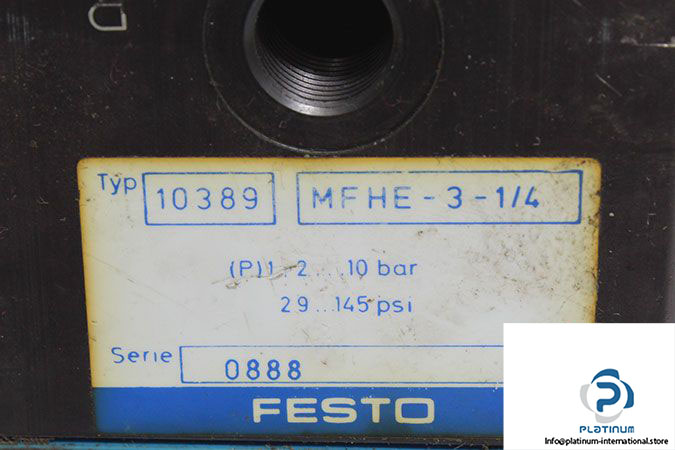 D
Typ 10389 MFHE-3-1/4
(P)1: 2....10 bar
29...145 psi
Serie 0888
FESTO
P
PLATINUM
Info@platinum-international.store